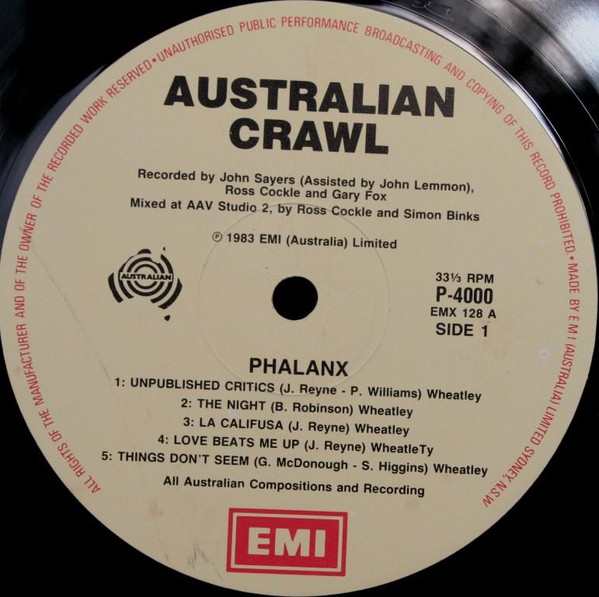 ALL RIGHTS OF THE MANUFACTURER AND OF THE OWNER OF THE RECORDED WORK RESERVED • UNAUTHORISED PUBLIC PERFORMANCE BROADCASTING AND COPYING OF THIS RECORD PROHIBITED. • MADE BY EMI (AUSTRALIA) LIMITED SYDNEY, N.S.W
AUSTRALIAN
CRAWL
Recorded by John Sayers (Assisted by John Lemmon),
Ross Cockle and Gary Fox
Mixed at AAV Studio 2, by Ross Cockle and Simon Binks
℗ 1983 EMI (Australia) Limited
AUSTRALIAN
33⅓ RPM
P-4000
EMX 128 A
SIDE 1
PHALANX
1: UNPUBLISHED CRITICS (J. Reyne - P. Williams) Wheatley
2: THE NIGHT (B. Robinson) Wheatley
3: LA CALIFUSA (J. Reyne) Wheatley
4: LOVE BEATS ME UP (J. Reyne) WheatleTy
5: THINGS DON'T SEEM (G. McDonough - S. Higgins) Wheatley
All Australian Compositions and Recording
EMI